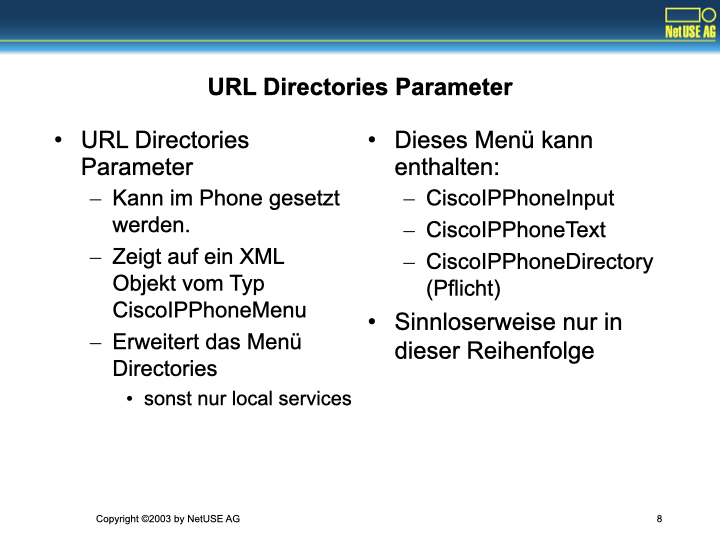 NetUSE AG
URL Directories Parameter
• URL Directories
Parameter
– Kann im Phone gesetzt
werden.
– Zeigt auf ein XML
Objekt vom Typ
CiscoIPPhoneMenu
– Erweitert das Menü
Directories
• sonst nur local services
• Dieses Menü kann
enthalten:
– CiscoIPPhoneInput
– CiscoIPPhoneText
– CiscoIPPhoneDirectory
(Pflicht)
• Sinnloserweise nur in
dieser Reihenfolge
Copyright ©2003 by NetUSE AG
8